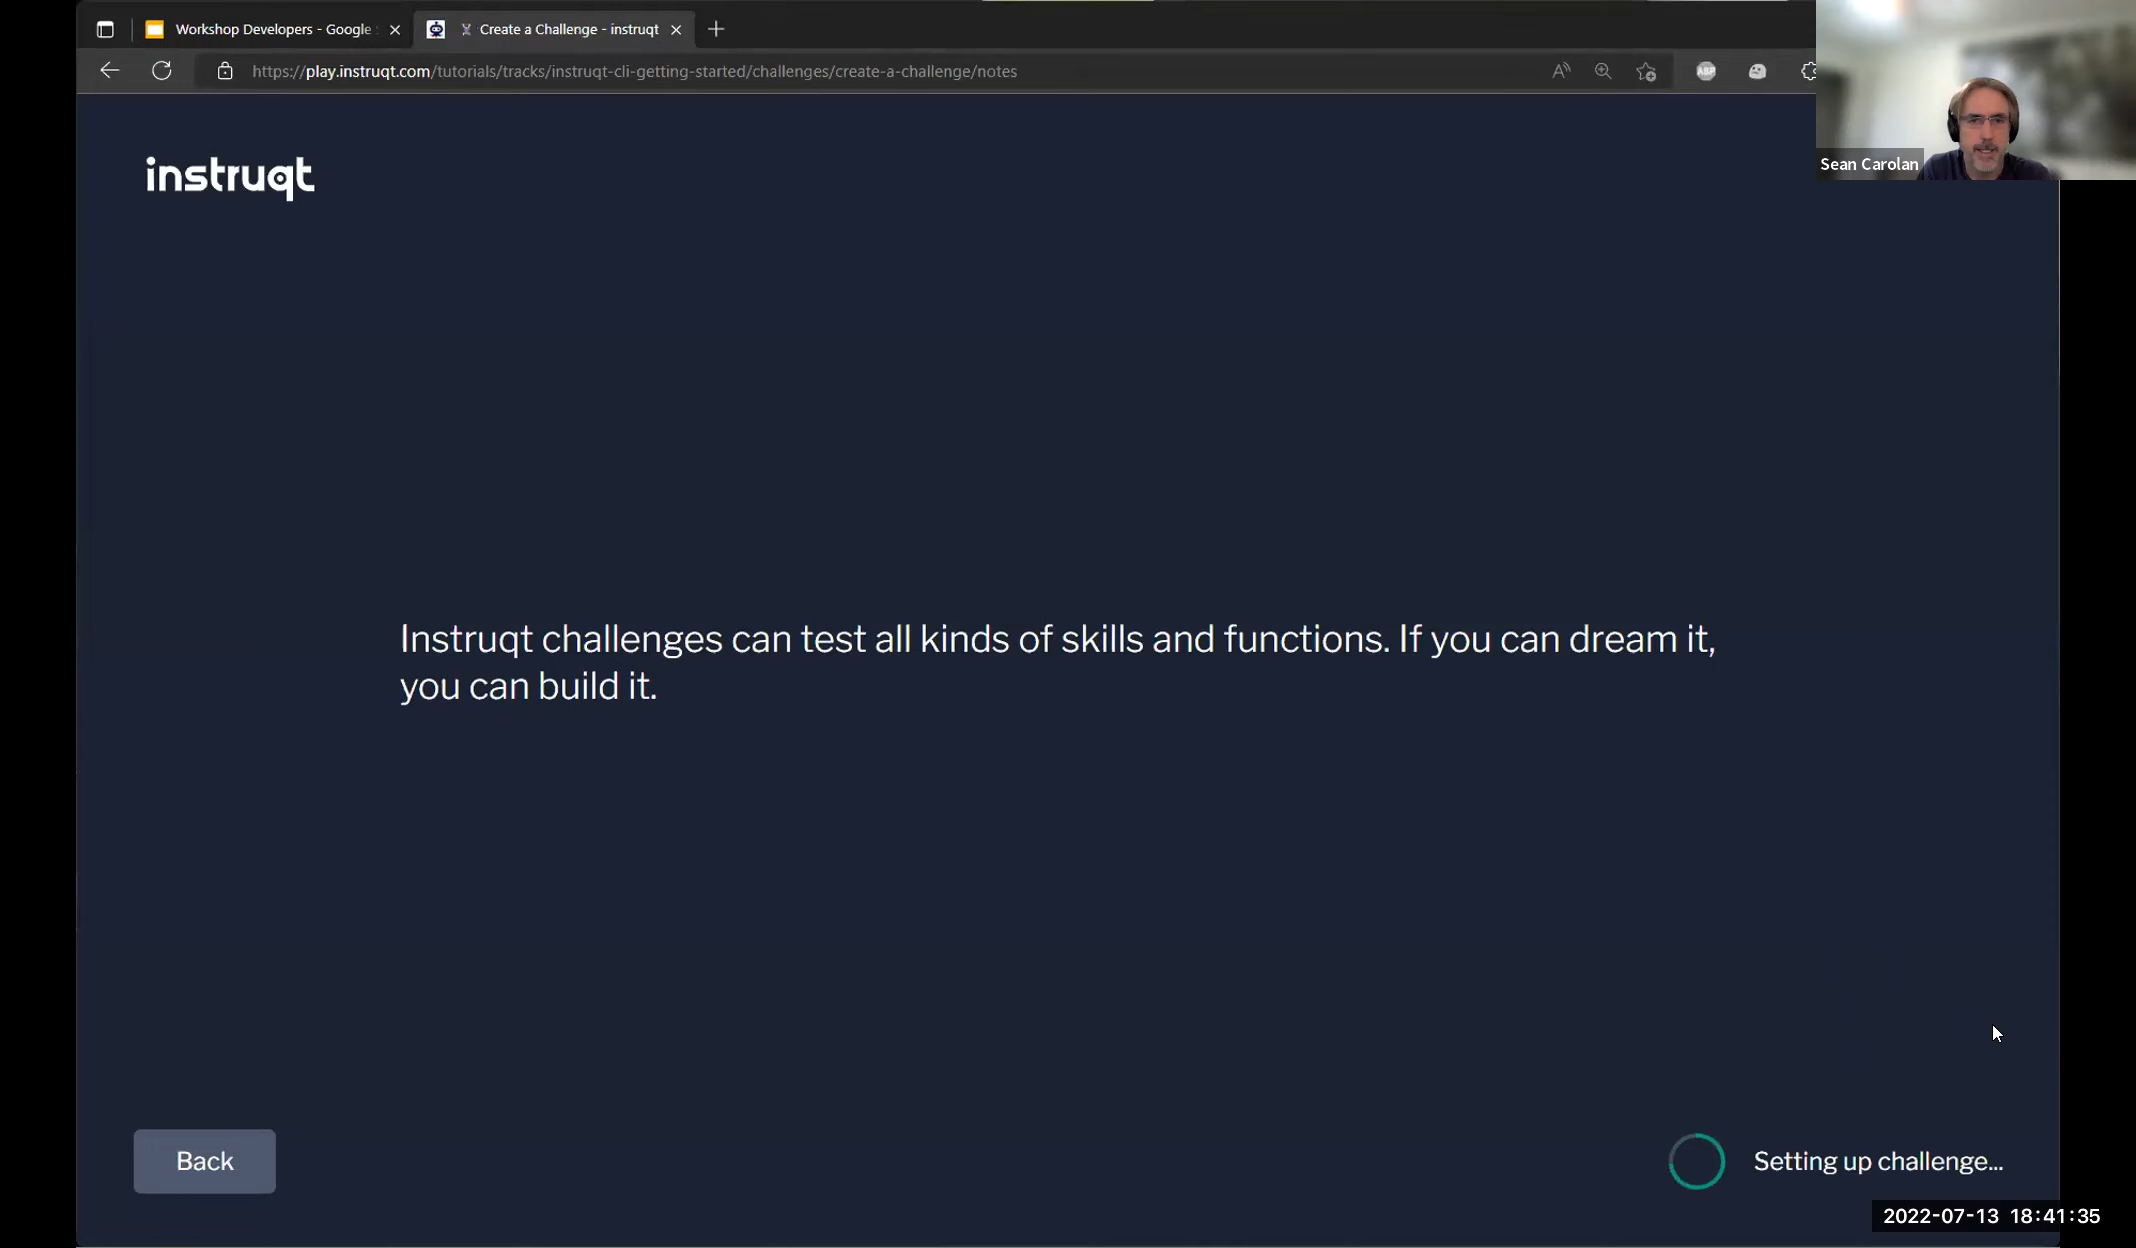 Workshop Developers - Google
Create a Challenge - instruqt
https://play.instruqt.com/tutorials/tracks/instruqt-cli-getting-started/challenges/create-a-challenge/notes
ABP
Sean Carolan
instruqt
Instruqt challenges can test all kinds of skills and functions. If you can dream it,
you can build it.
Back
Setting up challenge...
2022-07-13 18:41:35